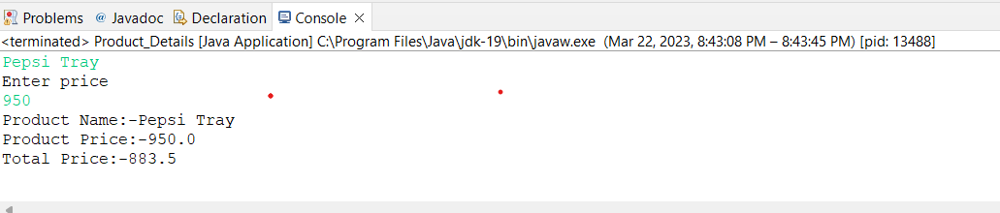 Problems @ Javadoc Declaration Console
<terminated> Product_Details [Java Application] C:\Program Files\Java\jdk-19\bin\javaw.exe (Mar 22, 2023, 8:43:08 PM – 8:43:45 PM) [pid: 13488]
Pepsi Tray
Enter price
950
Product Name:-Pepsi Tray
Product Price:-950.0
Total Price:-883.5